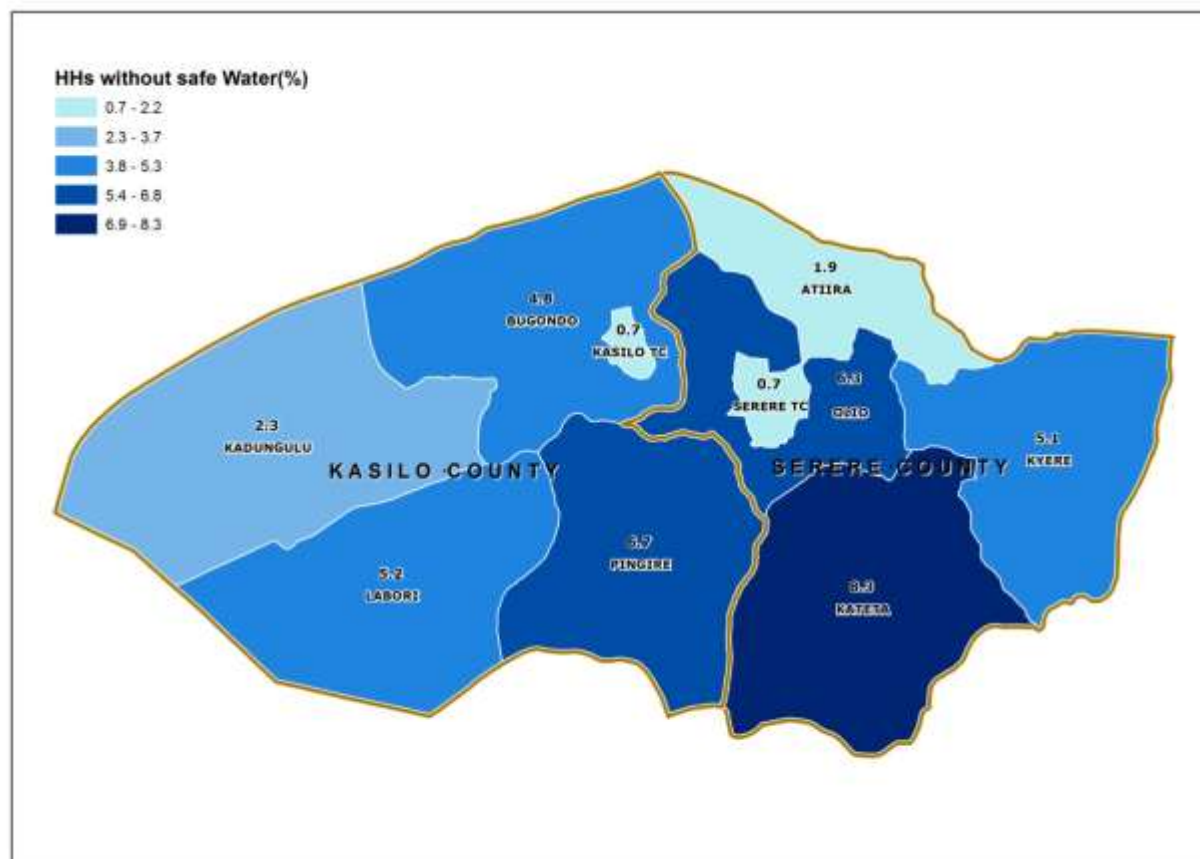 HHs without safe Water(%)
0.7 - 2.2
2.3 - 3.7
3.8 - 5.3
5.4 - 6.8
6.9 - 8.3
1.9
ATIIRA
4.8
BUGONDO
0.7
KASILO TC
0.7
SERERE TC
6.3
OLIO
2.3
KADUNGULU
5.1
KYERE
KASILO COUNTY
SERERE COUNTY
6.7
PINGIRE
5.2
LABORI
8.3
KATETA